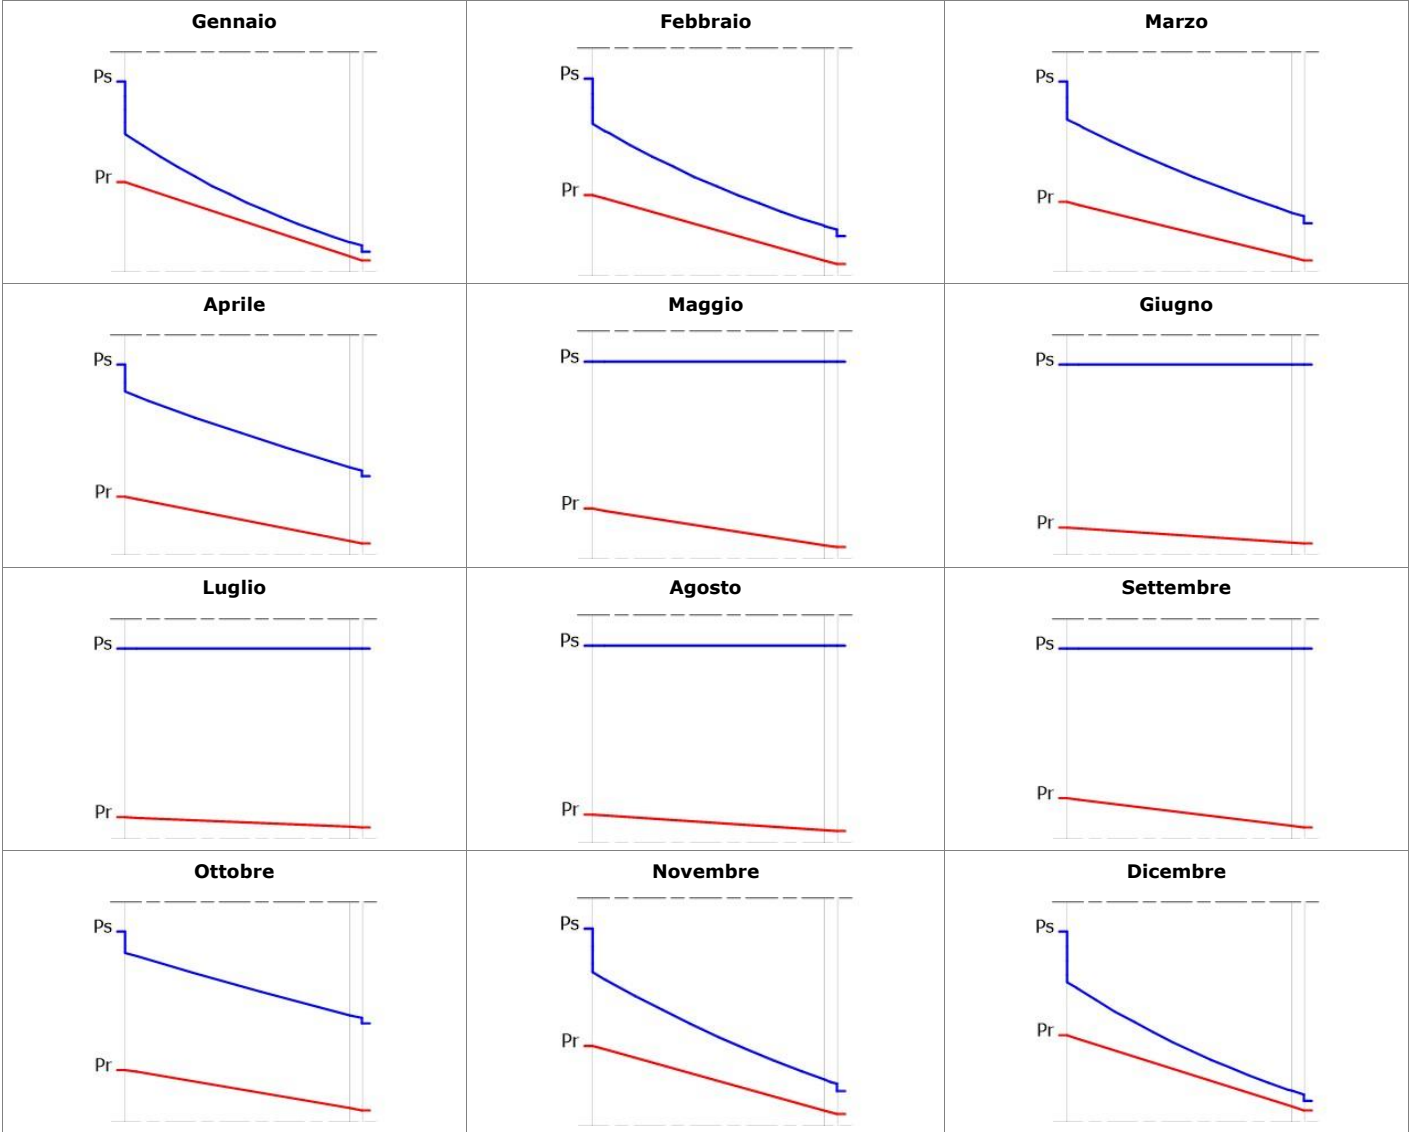 Gennaio
Febbraio
Marzo
Ps
Pr
Ps
Pr
Ps
Pr
Aprile
Maggio
Giugno
Ps
Pr
Ps
Pr
Ps
Pr
Luglio
Agosto
Settembre
Ps
Pr
Ps
Pr
Ps
Pr
Ottobre
Novembre
Dicembre
Ps
Pr
Ps
Pr
Ps
Pr